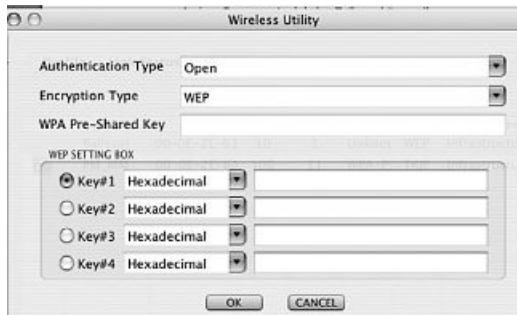 Wireless Utility
Authentication Type Open
Encryption Type WEP
WPA Pre-Shared Key
WEP SETTING BOX
Key#1 Hexadecimal
Key#2 Hexadecimal
Key#3 Hexadecimal
Key#4 Hexadecimal
OK CANCEL